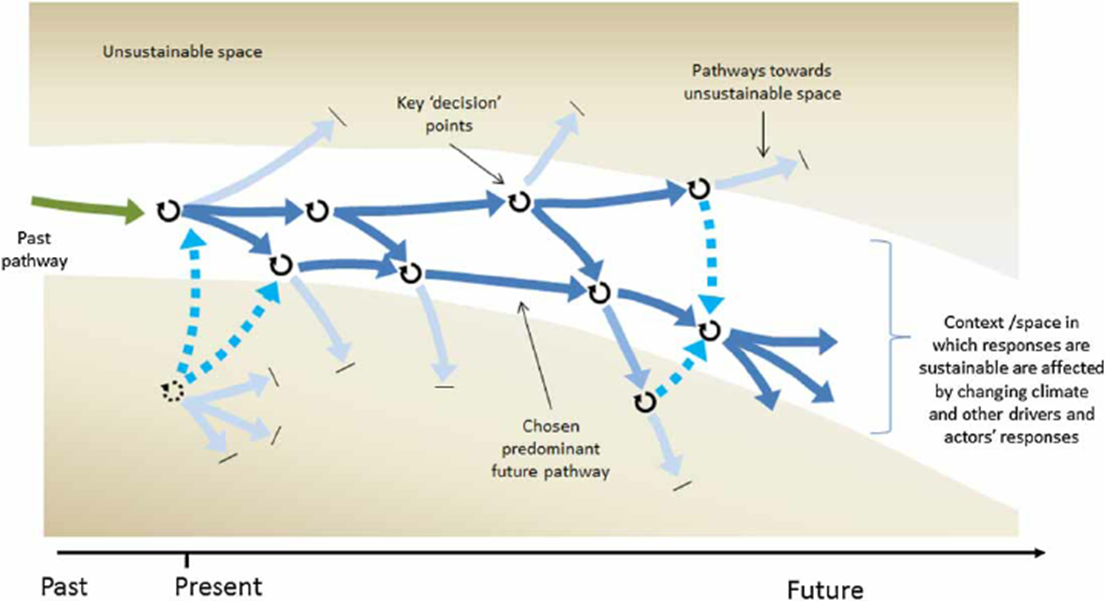 Unsustainable space
Key ‘decision’
points
Pathways towards
unsustainable space
Past
pathway
Context /space in
which responses are
sustainable are affected
by changing climate
and other drivers and
actors’ responses
Chosen
predominant
future pathway
Past
Present
Future